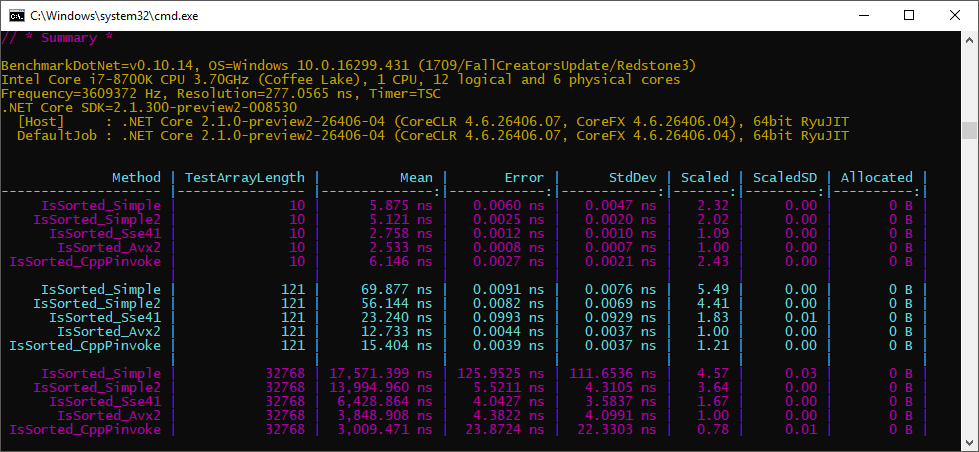 C:\Windows\system32\cmd.exe
// * Summary *
BenchmarkDotNet=v0.10.14, OS=Windows 10.0.16299.431 (1709/FallCreatorsUpdate/Redstone3)
Intel Core i7-8700K CPU 3.70GHz (Coffee Lake), 1 CPU, 12 logical and 6 physical cores
Frequency=3609372 Hz, Resolution=277.0565 ns, Timer=TSC
.NET Core SDK=2.1.300-preview2-008530
  [Host]     : .NET Core 2.1.0-preview2-26406-04 (CoreCLR 4.6.26406.07, CoreFX 4.6.26406.04), 64bit RyuJIT
  DefaultJob : .NET Core 2.1.0-preview2-26406-04 (CoreCLR 4.6.26406.07, CoreFX 4.6.26406.04), 64bit RyuJIT
Method | TestArrayLength | Mean | Error | StdDev | Scaled | ScaledSD | Allocated |
-------------------- |---------------- |--------------:|------------:|------------:|-------:|---------:|----------:|
IsSorted_Simple | 10 | 5.875 ns | 0.0060 ns | 0.0047 ns | 2.32 | 0.00 | 0 B |
IsSorted_Simple2 | 10 | 5.121 ns | 0.0025 ns | 0.0020 ns | 2.02 | 0.00 | 0 B |
IsSorted_Sse41 | 10 | 2.758 ns | 0.0012 ns | 0.0010 ns | 1.09 | 0.00 | 0 B |
IsSorted_Avx2 | 10 | 2.533 ns | 0.0008 ns | 0.0007 ns | 1.00 | 0.00 | 0 B |
IsSorted_CppPinvoke | 10 | 6.146 ns | 0.0027 ns | 0.0021 ns | 2.43 | 0.00 | 0 B |
| | | | | | | |
IsSorted_Simple | 121 | 69.877 ns | 0.0091 ns | 0.0076 ns | 5.49 | 0.00 | 0 B |
IsSorted_Simple2 | 121 | 56.144 ns | 0.0082 ns | 0.0069 ns | 4.41 | 0.00 | 0 B |
IsSorted_Sse41 | 121 | 23.240 ns | 0.0993 ns | 0.0929 ns | 1.83 | 0.01 | 0 B |
IsSorted_Avx2 | 121 | 12.733 ns | 0.0044 ns | 0.0037 ns | 1.00 | 0.00 | 0 B |
IsSorted_CppPinvoke | 121 | 15.404 ns | 0.0039 ns | 0.0037 ns | 1.21 | 0.00 | 0 B |
| | | | | | | |
IsSorted_Simple | 32768 | 17,571.399 ns | 125.9525 ns | 111.6536 ns | 4.57 | 0.03 | 0 B |
IsSorted_Simple2 | 32768 | 13,994.960 ns | 5.5211 ns | 4.3105 ns | 3.64 | 0.00 | 0 B |
IsSorted_Sse41 | 32768 | 6,428.864 ns | 4.0427 ns | 3.5837 ns | 1.67 | 0.00 | 0 B |
IsSorted_Avx2 | 32768 | 3,848.908 ns | 4.3822 ns | 4.0991 ns | 1.00 | 0.00 | 0 B |
IsSorted_CppPinvoke | 32768 | 3,009.471 ns | 23.8724 ns | 22.3303 ns | 0.78 | 0.01 | 0 B |